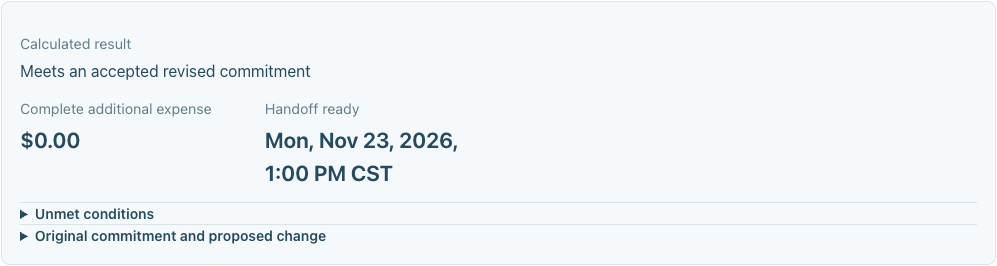 Calculated result
Meets an accepted revised commitment
Complete additional expense
$0.00
Handoff ready
Mon, Nov 23, 2026,
1:00 PM CST
Unmet conditions
Original commitment and proposed change